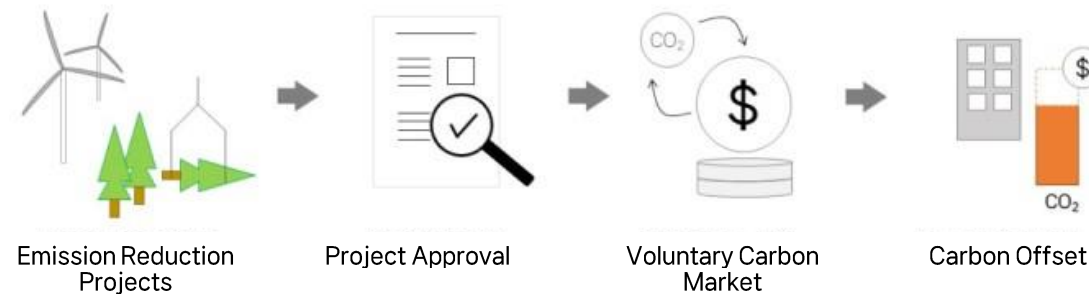 CO₂
$
$
CO₂
Emission Reduction
Projects
Project Approval
Voluntary Carbon
Market
Carbon Offset